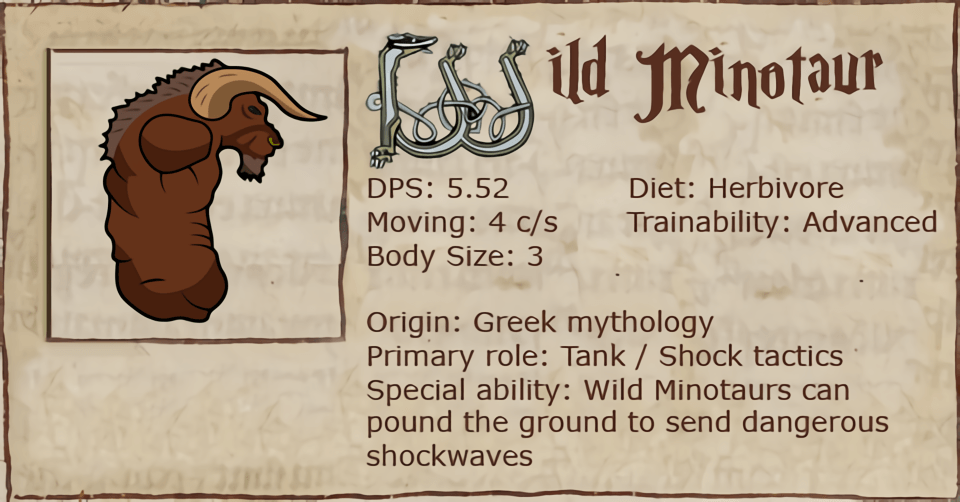 Wild Minotaur
DPS: 5.52 Diet: Herbivore
Moving: 4 c/s Trainability: Advanced
Body Size: 3
Origin: Greek mythology
Primary role: Tank / Shock tactics
Special ability: Wild Minotaurs can
pound the ground to send dangerous
shockwaves